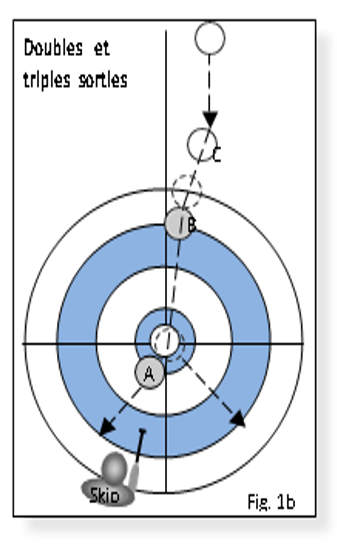 Doubles et
triples sorties
C
B
A
Skip
Fig. 1b